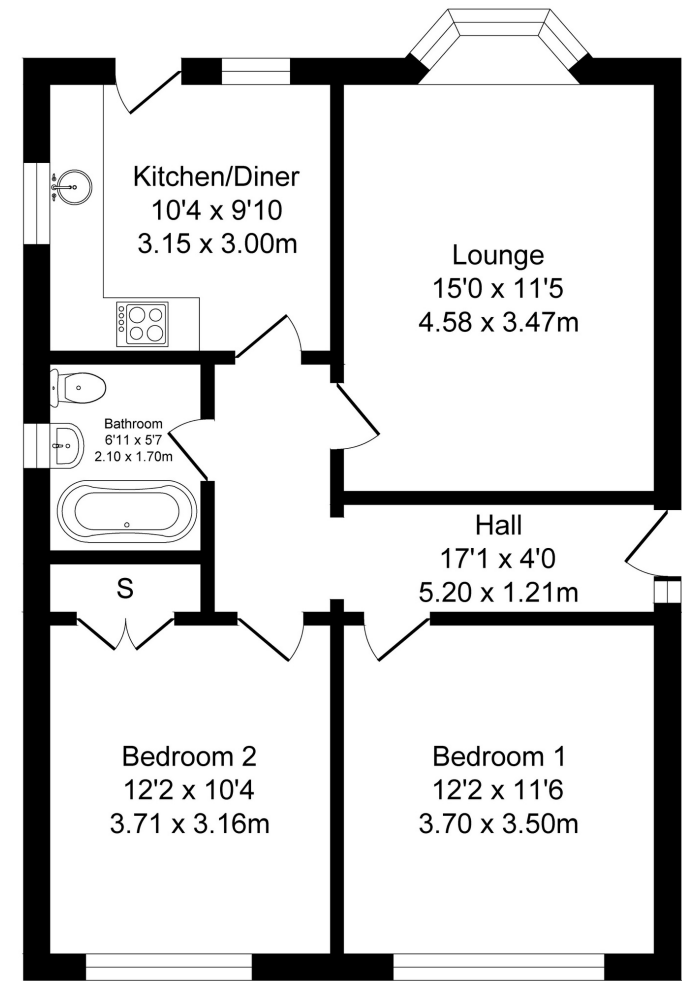 Kitchen/Diner
10'4 x 9'10
3.15 x 3.00m
Lounge
15'0 x 11'5
4.58 x 3.47m
Bathroom
6'11 x 5'7
2.10 x 1.70m
Hall
17'1 x 4'0
5.20 x 1.21m
S
Bedroom 2
12'2 x 10'4
3.71 x 3.16m
Bedroom 1
12'2 x 11'6
3.70 x 3.50m